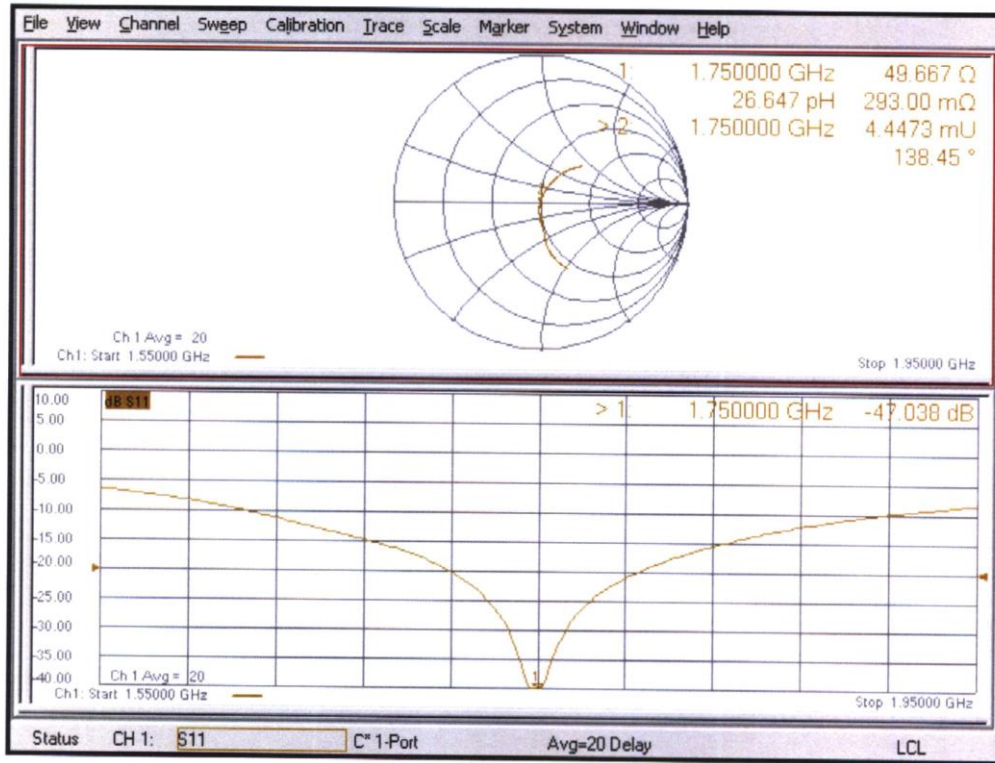 File View Channel Sweep Calibration Trace Scale Marker System Window Help
1: 1.750000 GHz 49.667 Ω
26.647 pH 293.00 mΩ
> 2: 1.750000 GHz 4.4473 mU
138.45 °
Ch 1 Avg = 20
Ch1: Start 1.55000 GHz
Stop 1.95000 GHz
10.00
dB S11
> 1: 1.750000 GHz -47.038 dB
5.00
0.00
-5.00
-10.00
-15.00
-20.00
-25.00
-30.00
-35.00
-40.00
1
Ch 1 Avg = 20
Ch1: Start 1.55000 GHz
Stop 1.95000 GHz
Status CH 1: S11 C* 1-Port Avg=20 Delay LCL